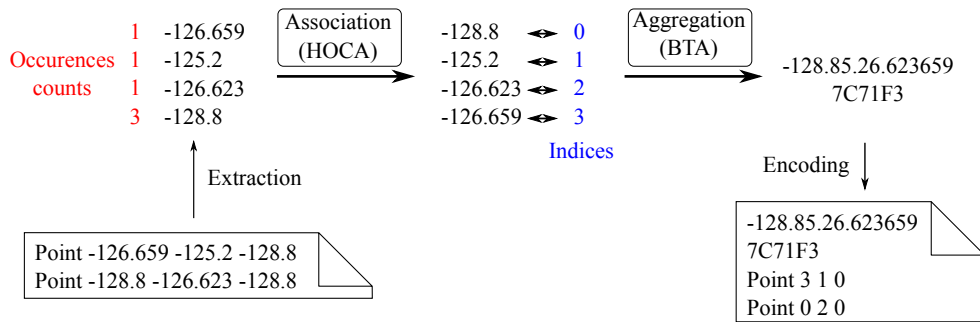 1 -126.659
Occurences 1 -125.2
counts 1 -126.623
3 -128.8
Association
(HOCA)
-128.8 0
-125.2 1
-126.623 2
-126.659 3
Indices
Aggregation
(BTA)
-128.85.26.623659
7C71F3
Extraction
Encoding
Point -126.659 -125.2 -128.8
Point -128.8 -126.623 -128.8
-128.85.26.623659
7C71F3
Point 3 1 0
Point 0 2 0